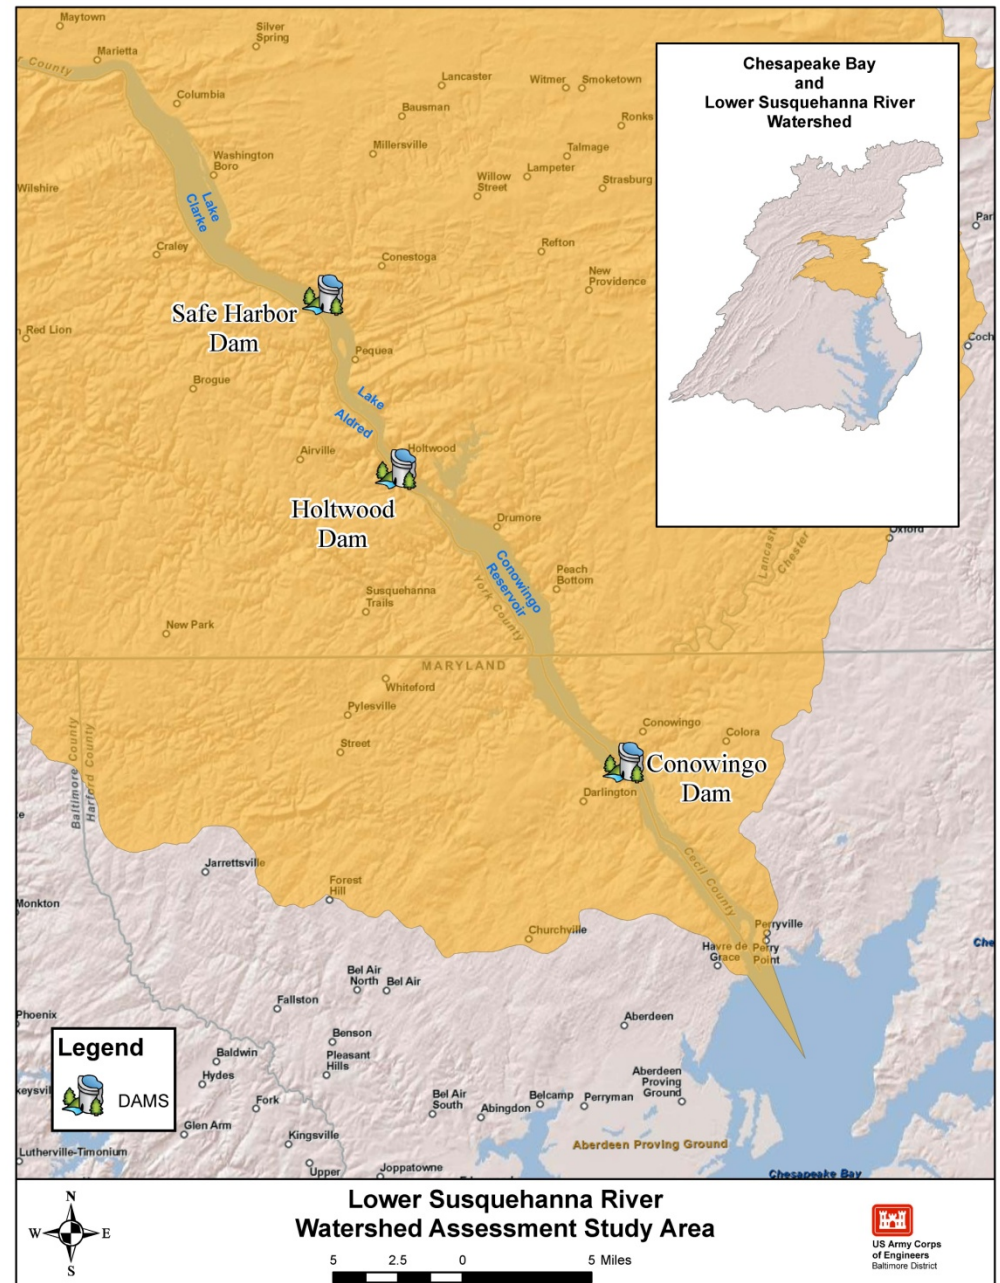 Maytown
Silver
Spring
Marietta
r County
Columbia
Lancaster
Witmer
Smoketown
Bausman
Ronks
Washington
Boro
Millersville
Talmage
Lampeter
Willow
Street
Strasburg
Wilshire
Lake
Clarke
Craley
Conestoga
Refton
New
Providence
Safe Harbor
Dam
Red Lion
Pequea
Brogue
Lake
Aldred
Airville
Holtwood
Holtwood
Dam
Drumore
Conowingo
Reservoir
Peach
Bottom
York County
Susquehanna
Trails
New Park
Lancas
Chester
Oxford
Par
Coch
Chesapeake Bay
and
Lower Susquehanna River
Watershed
MARYLAND
Whiteford
Pylesville
Street
Conowingo
Colora
Conowingo
Dam
Darlington
Baltimore County
Harford County
Cecil County
Jarrettsville
Forest
Hill
Monkton
Churchville
Perryville
Havre de
Grace
Perry
Point
Che
Bel Air
North
Bel Air
Fallston
Phoenix
Aberdeen
Benson
Pleasant
Hills
Baldwin
Hydes
keysvil
Fork
Glen Arm
Bel Air
South
Abingdon
Belcamp
Perryman
Aberdeen
Proving
Ground
Kingsville
Aberdeen Proving Ground
Lutherville-Timonium
Upper
Joppatowne
Chesapeake Bay
Legend
DAMS
N
W
E
S
Lower Susquehanna River
Watershed Assessment Study Area
5 2.5 0 5 Miles
US Army Corps
of Engineers
Baltimore District